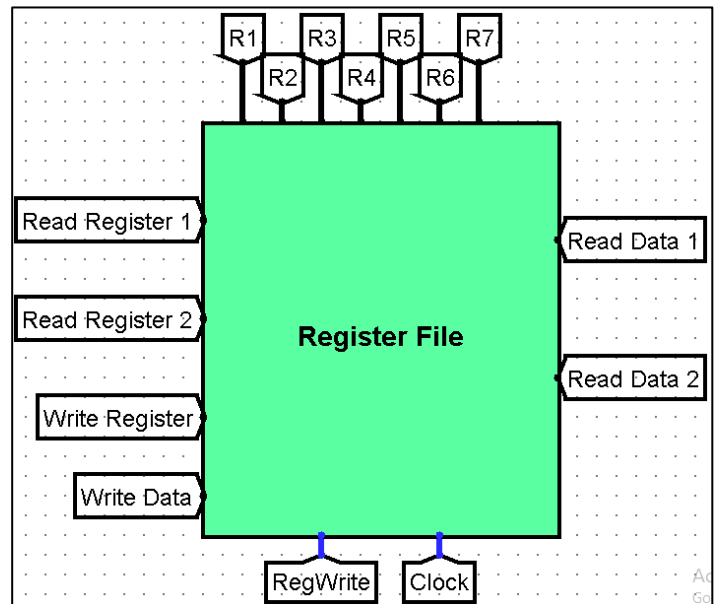 R1
R3
R5
R7
R2
R4
R6
Read Register 1
Read Data 1
Read Register 2
Register File
Read Data 2
Write Register
Write Data
RegWrite
Clock